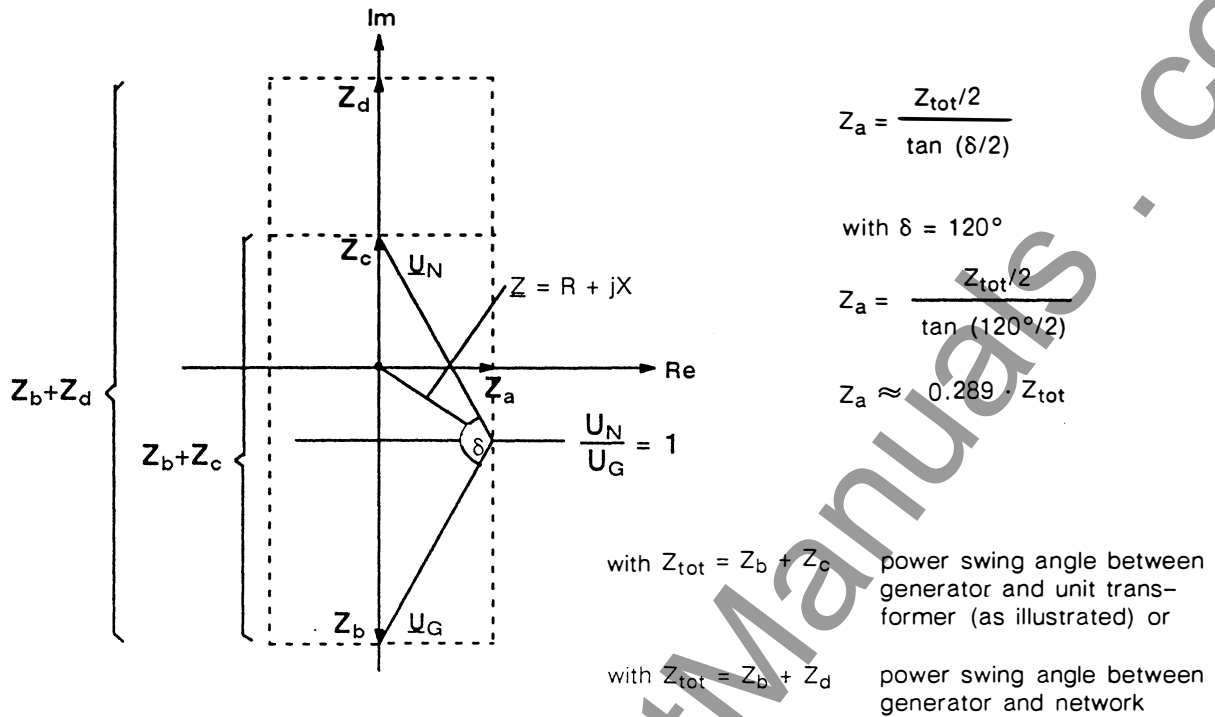 Im
Z_d
Z_c
U_N
Z = R + jX
Re
Z_a
Z_b+Z_d
Z_b+Z_c
δ
U_N/U_G = 1
Z_b
U_G
Z_a = Z_tot/2 / tan (δ/2)
with δ = 120°
Z_a = Z_tot/2 / tan (120°/2)
Z_a ≈ 0.289 · Z_tot
with Z_tot = Z_b + Z_c power swing angle between
generator and unit trans-
former (as illustrated) or
with Z_tot = Z_b + Z_d power swing angle between
generator and network
tManuals . co